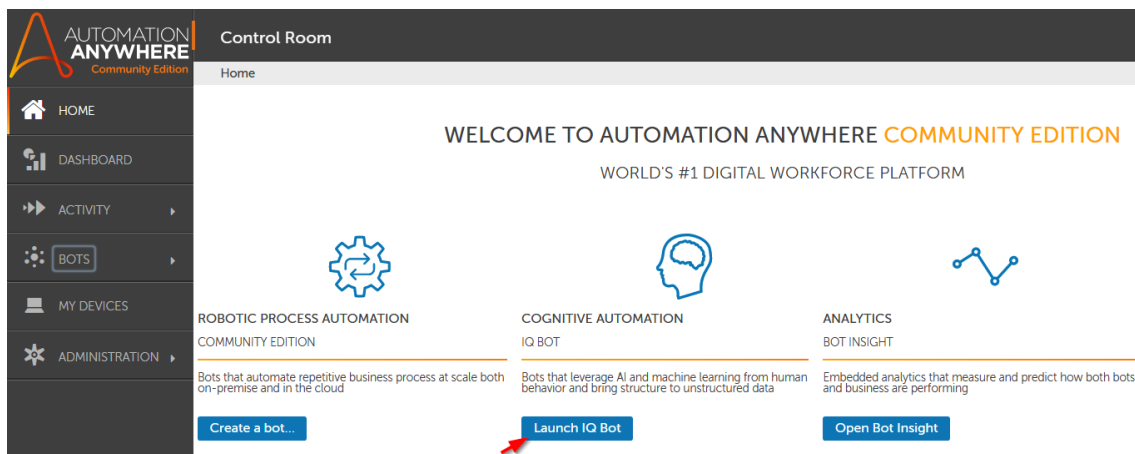 AUTOMATION
ANYWHERE
Community Edition
Control Room
Home
HOME
DASHBOARD
ACTIVITY
BOTS
MY DEVICES
ADMINISTRATION
WELCOME TO AUTOMATION ANYWHERE COMMUNITY EDITION
WORLD'S #1 DIGITAL WORKFORCE PLATFORM
ROBOTIC PROCESS AUTOMATION
COMMUNITY EDITION
Bots that automate repetitive business process at scale both
on-premise and in the cloud
Create a bot...
COGNITIVE AUTOMATION
IQ BOT
Bots that leverage AI and machine learning from human
behavior and bring structure to unstructured data
Launch IQ Bot
ANALYTICS
BOT INSIGHT
Embedded analytics that measure and predict how both bots
and business are performing
Open Bot Insight